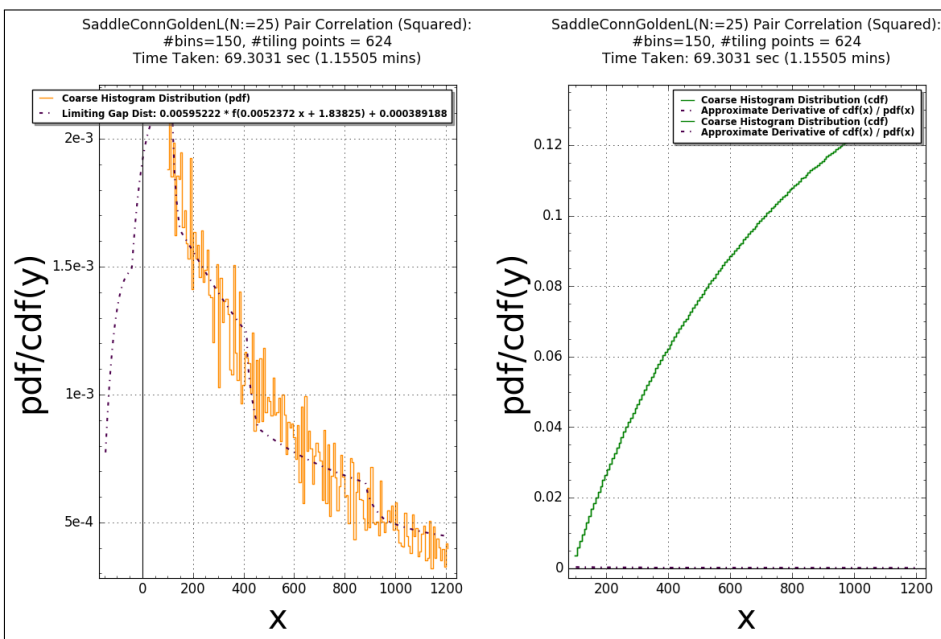 SaddleConnGoldenL(N:=25) Pair Correlation (Squared):
#bins=150, #tiling points = 624
Time Taken: 69.3031 sec (1.15505 mins)
Coarse Histogram Distribution (pdf)
Limiting Gap Dist: 0.00595222 * f(0.0052372 x + 1.83825) + 0.000389188
2e-3
1.5e-3
1e-3
5e-4
pdf/cdf(y)
0 200 400 600 800 1000 1200
x
SaddleConnGoldenL(N:=25) Pair Correlation (Squared):
#bins=150, #tiling points = 624
Time Taken: 69.3031 sec (1.15505 mins)
Coarse Histogram Distribution (cdf)
Approximate Derivative of cdf(x) / pdf(x)
Coarse Histogram Distribution (cdf)
Approximate Derivative of cdf(x) / pdf(x)
0.12
0.1
0.08
0.06
0.04
0.02
0
pdf/cdf(y)
200 400 600 800 1000 1200
x